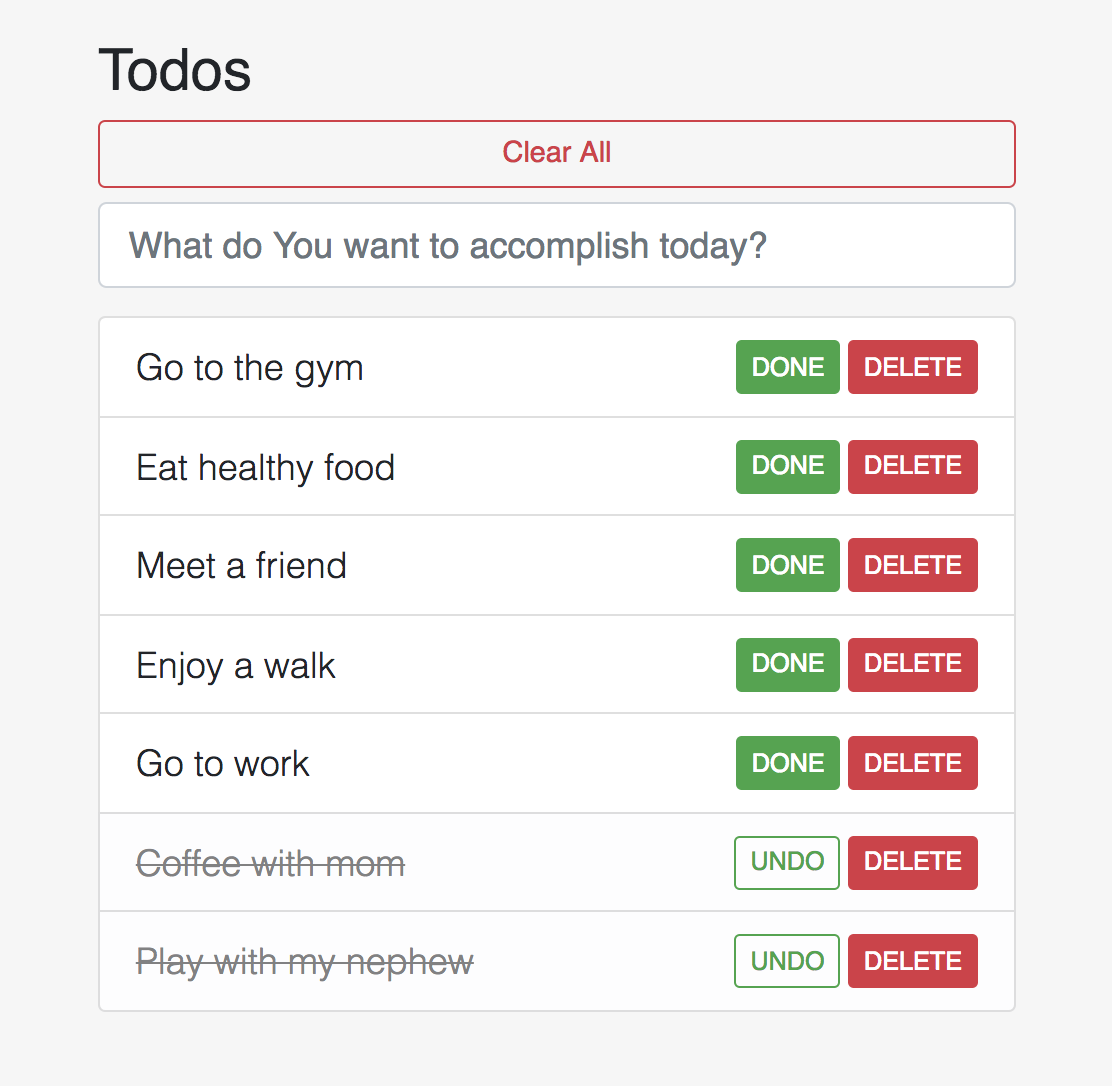 Todos
Clear All
What do You want to accomplish today?
Go to the gym DONE DELETE
Eat healthy food DONE DELETE
Meet a friend DONE DELETE
Enjoy a walk DONE DELETE
Go to work DONE DELETE
Coffee with mom UNDO DELETE
Play with my nephew UNDO DELETE